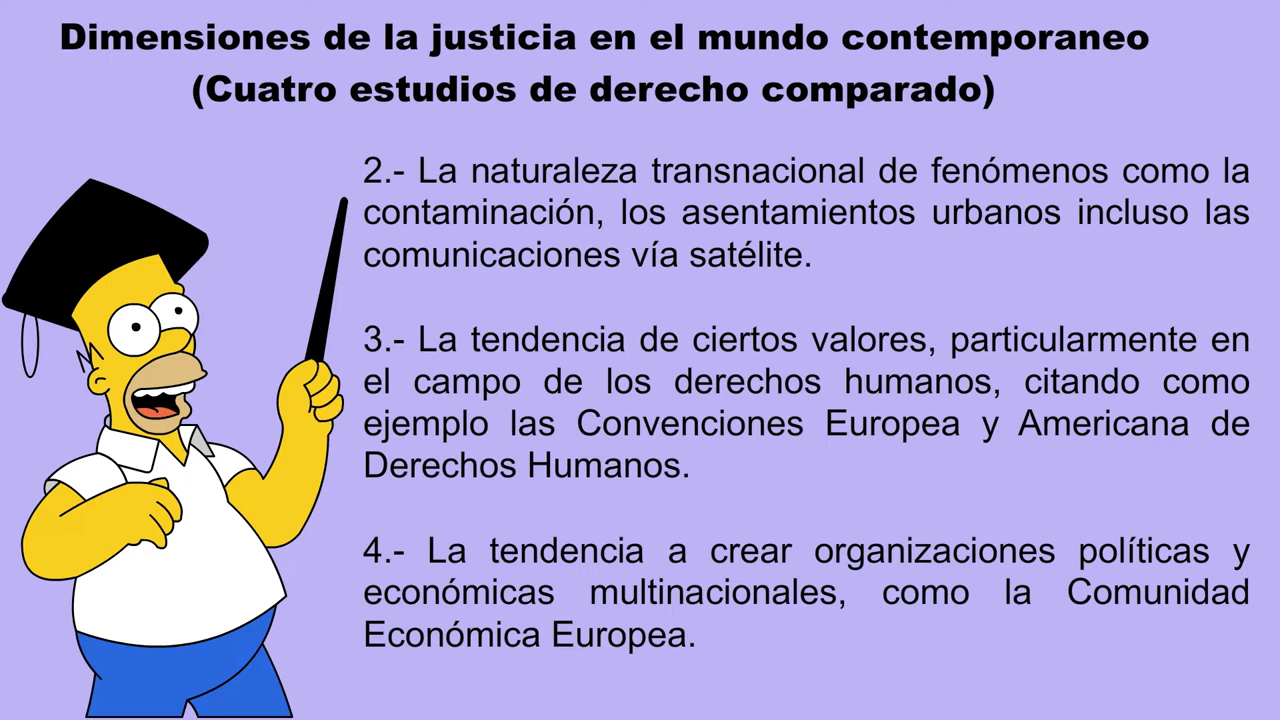 Dimensiones de la justicia en el mundo contemporaneo
(Cuatro estudios de derecho comparado)
2.- La naturaleza transnacional de fenómenos como la
contaminación, los asentamientos urbanos incluso las
comunicaciones vía satélite.
3.- La tendencia de ciertos valores, particularmente en
el campo de los derechos humanos, citando como
ejemplo las Convenciones Europea y Americana de
Derechos Humanos.
4.- La tendencia a crear organizaciones políticas y
económicas multinacionales, como la Comunidad
Económica Europea.